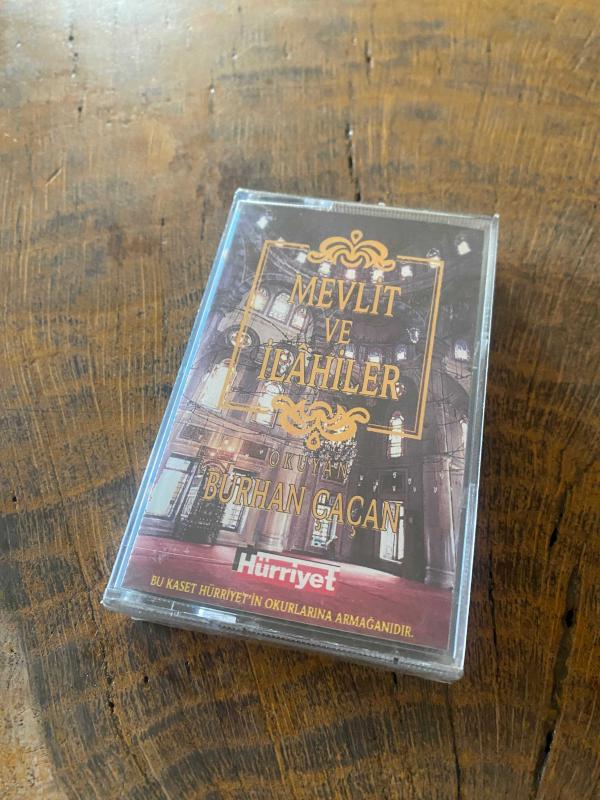 MEVLİT
VE
İLÂHİLER
OKUYAN
BURHAN ÇAÇAN
Hürriyet
BU KASET HÜRRİYET'İN OKURLARINA ARMAĞANIDIR.